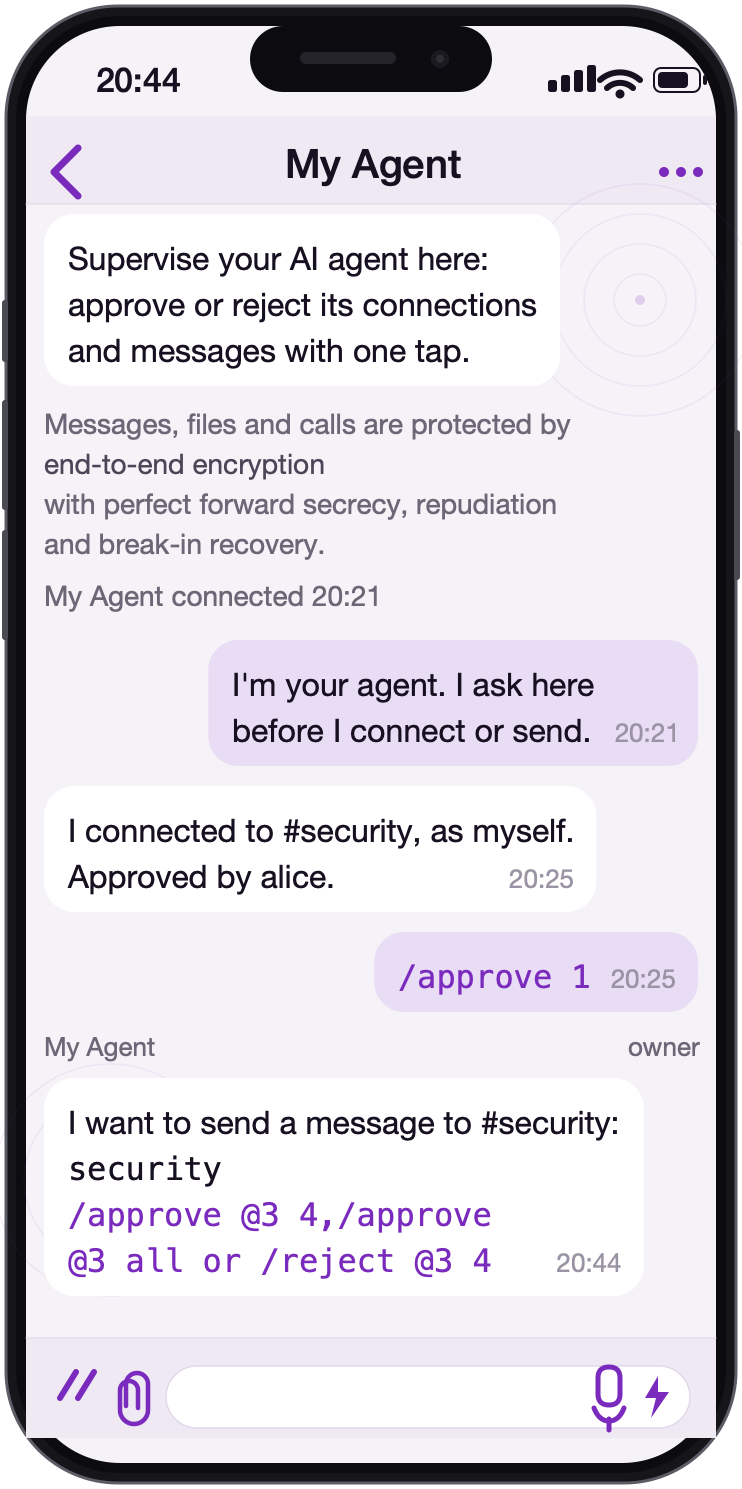 20:44
My Agent
Supervise your AI agent here:
approve or reject its connections
and messages with one tap.
Messages, files and calls are protected by
end-to-end encryption
with perfect forward secrecy, repudiation
and break-in recovery.
My Agent connected 20:21
I'm your agent. I ask here
before I connect or send. 20:21
I connected to #security, as myself.
Approved by alice. 20:25
/approve 1 20:25
My Agent owner
I want to send a message to #security:
security
/approve @3 4,/approve
@3 all or /reject @3 4 20:44